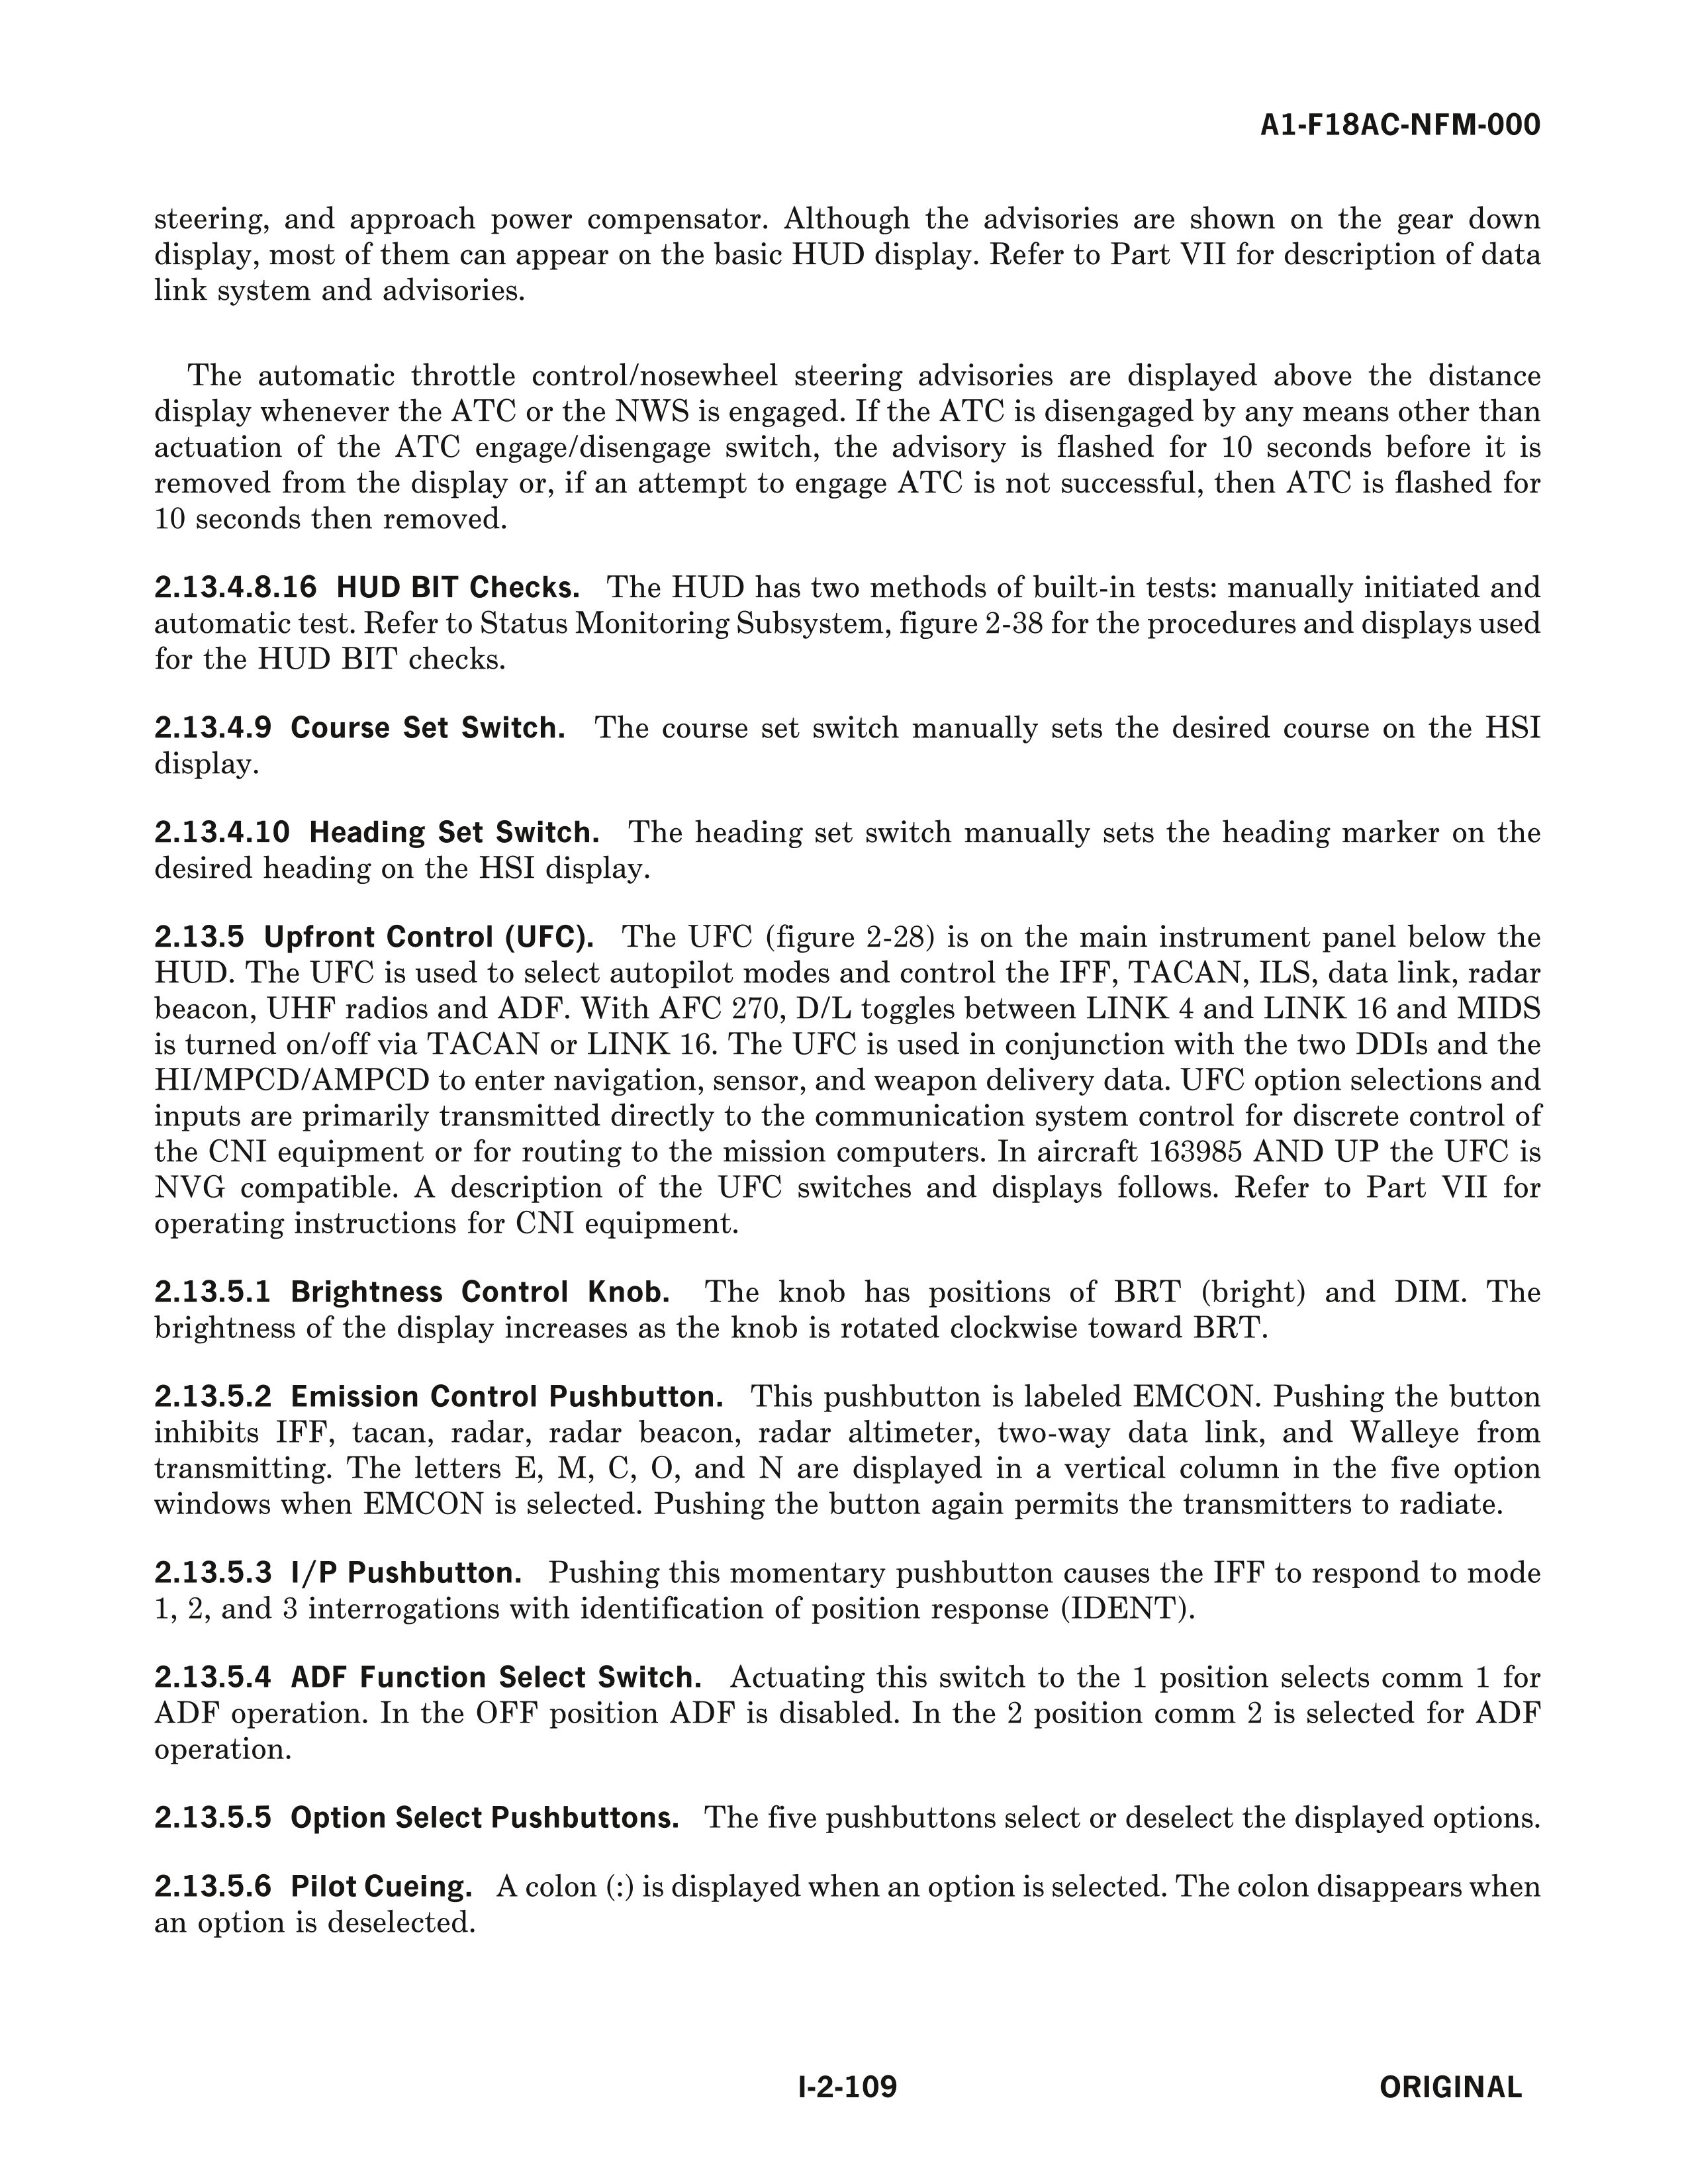 A1-F18AC-NFM-000
steering, and approach power compensator. Although the advisories are shown on the gear down
display, most of them can appear on the basic HUD display. Refer to Part VII for description of data
link system and advisories.
The automatic throttle control/nosewheel steering advisories are displayed above the distance
display whenever the ATC or the NWS is engaged. If the ATC is disengaged by any means other than
actuation of the ATC engage/disengage switch, the advisory is flashed for 10 seconds before it is
removed from the display or, if an attempt to engage ATC is not successful, then ATC is flashed for
10 seconds then removed.
2.13.4.8.16 HUD BIT Checks. The HUD has two methods of built-in tests: manually initiated and
automatic test. Refer to Status Monitoring Subsystem, figure 2-38 for the procedures and displays used
for the HUD BIT checks.
2.13.4.9 Course Set Switch. The course set switch manually sets the desired course on the HSI
display.
2.13.4.10 Heading Set Switch. The heading set switch manually sets the heading marker on the
desired heading on the HSI display.
2.13.5 Upfront Control (UFC). The UFC (figure 2-28) is on the main instrument panel below the
HUD. The UFC is used to select autopilot modes and control the IFF, TACAN, ILS, data link, radar
beacon, UHF radios and ADF. With AFC 270, D/L toggles between LINK 4 and LINK 16 and MIDS
is turned on/off via TACAN or LINK 16. The UFC is used in conjunction with the two DDIs and the
HI/MPCD/AMPCD to enter navigation, sensor, and weapon delivery data. UFC option selections and
inputs are primarily transmitted directly to the communication system control for discrete control of
the CNI equipment or for routing to the mission computers. In aircraft 163985 AND UP the UFC is
NVG compatible. A description of the UFC switches and displays follows. Refer to Part VII for
operating instructions for CNI equipment.
2.13.5.1 Brightness Control Knob. The knob has positions of BRT (bright) and DIM. The
brightness of the display increases as the knob is rotated clockwise toward BRT.
2.13.5.2 Emission Control Pushbutton. This pushbutton is labeled EMCON. Pushing the button
inhibits IFF, tacan, radar, radar beacon, radar altimeter, two-way data link, and Walleye from
transmitting. The letters E, M, C, O, and N are displayed in a vertical column in the five option
windows when EMCON is selected. Pushing the button again permits the transmitters to radiate.
2.13.5.3 I/P Pushbutton. Pushing this momentary pushbutton causes the IFF to respond to mode
1, 2, and 3 interrogations with identification of position response (IDENT).
2.13.5.4 ADF Function Select Switch. Actuating this switch to the 1 position selects comm 1 for
ADF operation. In the OFF position ADF is disabled. In the 2 position comm 2 is selected for ADF
operation.
2.13.5.5 Option Select Pushbuttons. The five pushbuttons select or deselect the displayed options.
2.13.5.6 Pilot Cueing. A colon (:) is displayed when an option is selected. The colon disappears when
an option is deselected.
I-2-109
ORIGINAL